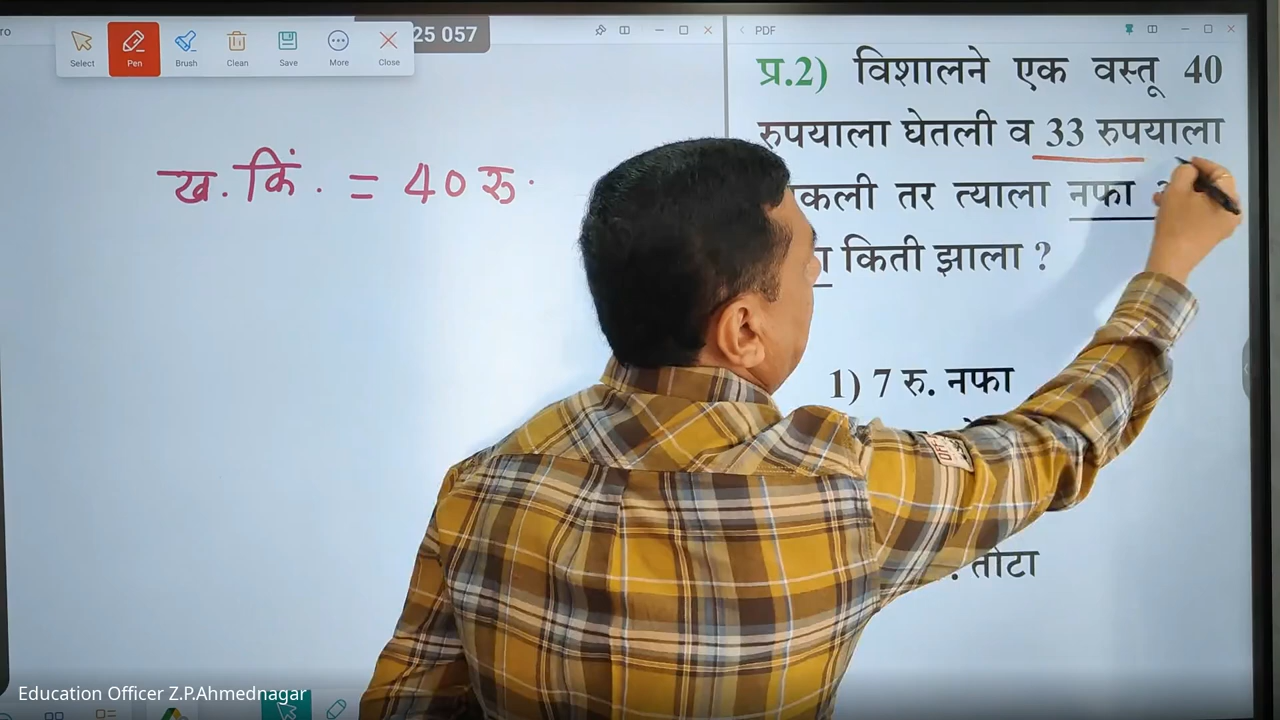 Select Pen Brush Clean Save More Close
25 057
PDF
ख. किं. = 40 रु.
प्र.2) विशालने एक वस्तू 40
रुपयाला घेतली व 33 रुपयाला
तर त्याला नफा
किती झाला ?
1) 7 रु. नफा
तोटा
Education Officer Z.P.Ahmednagar